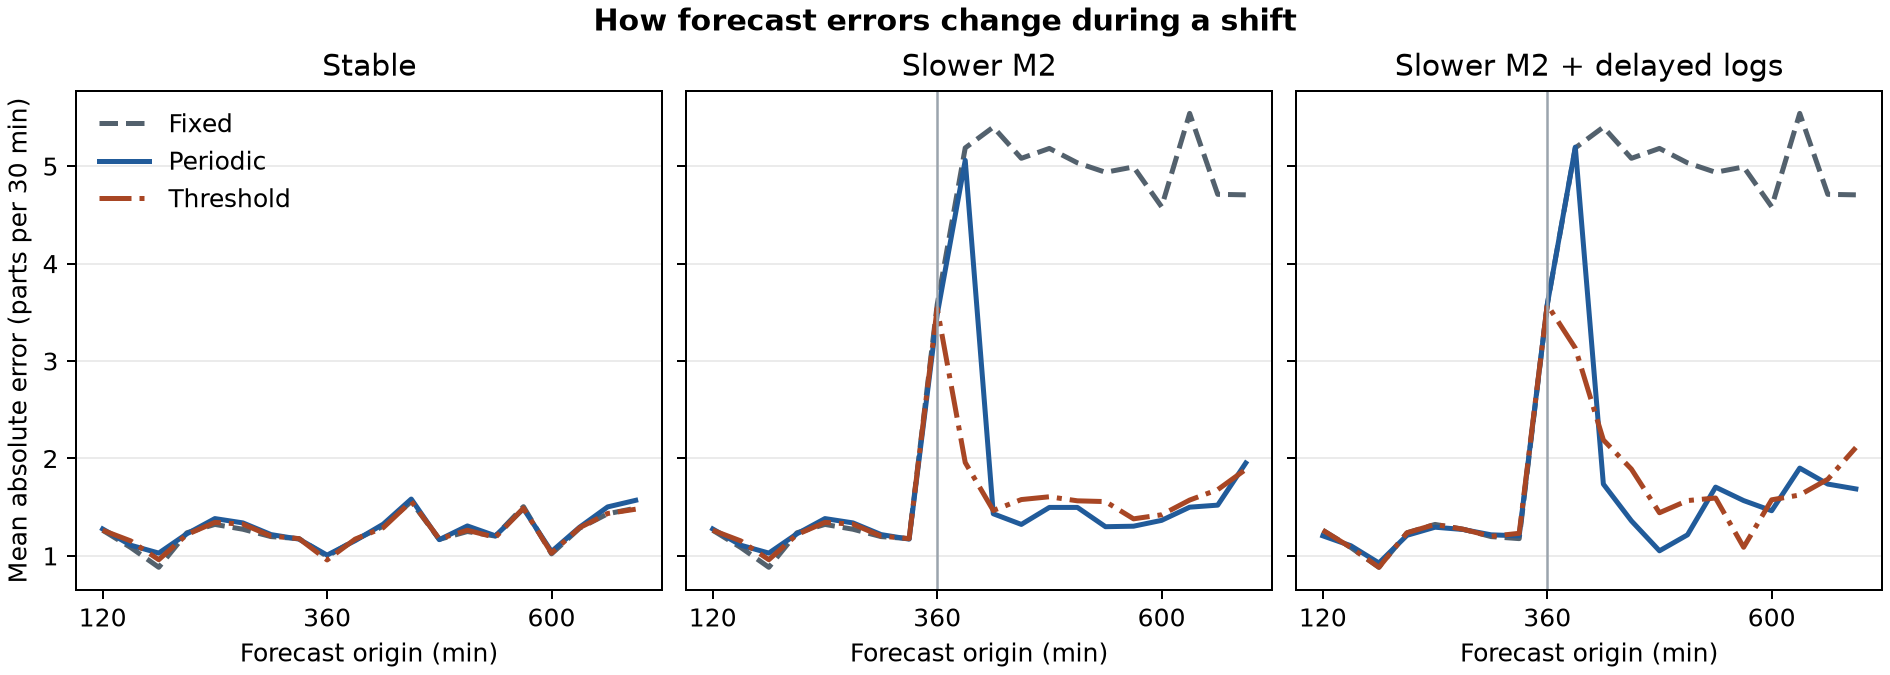 How forecast errors change during a shift
Stable
Slower M2
Slower M2 + delayed logs
Mean absolute error (parts per 30 min)
5
4
3
2
1
Fixed
Periodic
Threshold
120 360 600
120 360 600
120 360 600
Forecast origin (min)
Forecast origin (min)
Forecast origin (min)